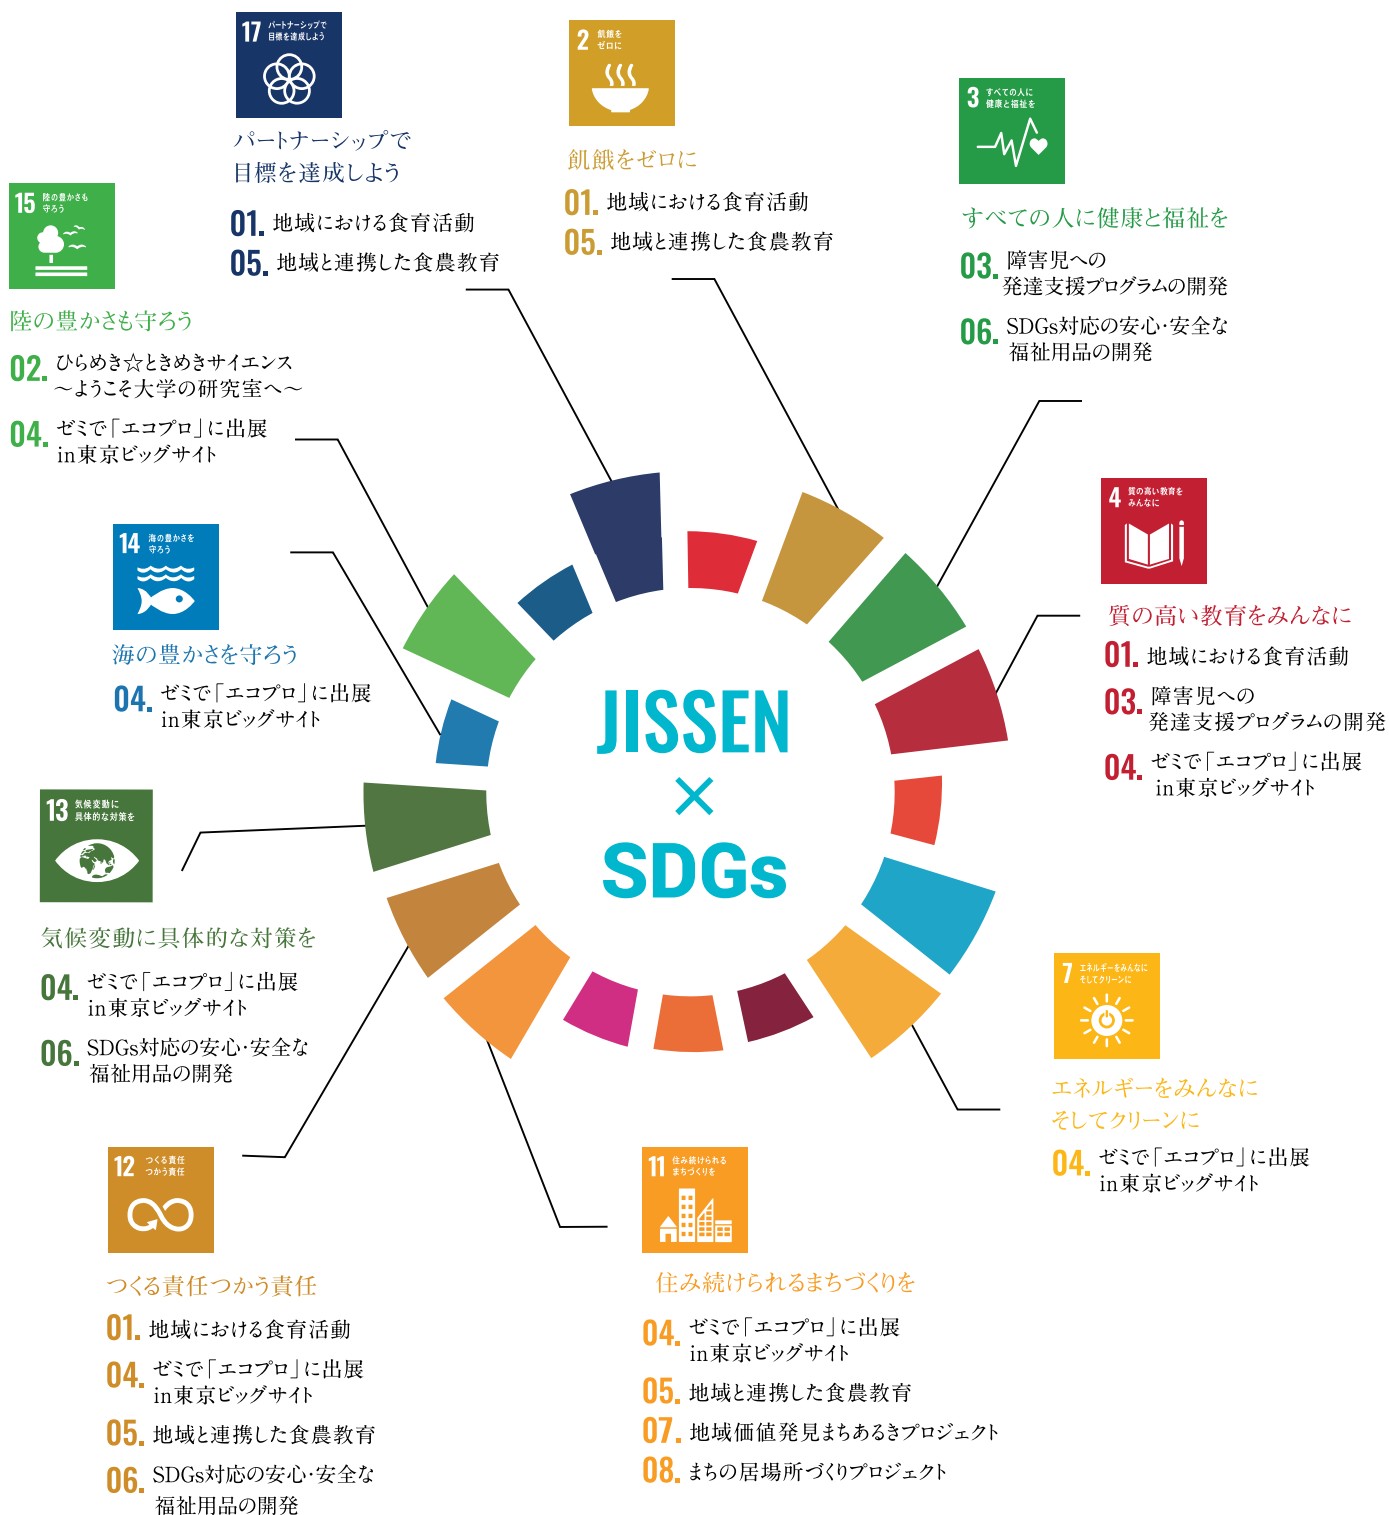 17 パートナーシップで
目標を達成しよう
パートナーシップで
目標を達成しよう
01. 地域における食育活動
05. 地域と連携した食農教育
2 飢餓を
ゼロに
飢餓をゼロに
01. 地域における食育活動
05. 地域と連携した食農教育
3 すべての人に
健康と福祉を
すべての人に健康と福祉を
03. 障害児への
発達支援プログラムの開発
06. SDGs対応の安心・安全な
福祉用品の開発
15 陸の豊かさも
守ろう
陸の豊かさも守ろう
02. ひらめき☆ときめきサイエンス
～ようこそ大学の研究室へ～
04. ゼミで「エコプロ」に出展
in東京ビッグサイト
4 質の高い教育を
みんなに
質の高い教育をみんなに
01. 地域における食育活動
03. 障害児への
発達支援プログラムの開発
04. ゼミで「エコプロ」に出展
in東京ビッグサイト
14 海の豊かさを
守ろう
海の豊かさを守ろう
04. ゼミで「エコプロ」に出展
in東京ビッグサイト
JISSEN
×
SDGs
13 気候変動に
具体的な対策を
気候変動に具体的な対策を
04. ゼミで「エコプロ」に出展
in東京ビッグサイト
06. SDGs対応の安心・安全な
福祉用品の開発
7 エネルギーをみんなに
そしてクリーンに
エネルギーをみんなに
そしてクリーンに
04. ゼミで「エコプロ」に出展
in東京ビッグサイト
12 つくる責任
つかう責任
つくる責任つかう責任
01. 地域における食育活動
04. ゼミで「エコプロ」に出展
in東京ビッグサイト
05. 地域と連携した食農教育
06. SDGs対応の安心・安全な
福祉用品の開発
11 住み続けられる
まちづくりを
住み続けられるまちづくりを
04. ゼミで「エコプロ」に出展
in東京ビッグサイト
05. 地域と連携した食農教育
07. 地域価値発見まちあるきプロジェクト
08. まちの居場所づくりプロジェクト